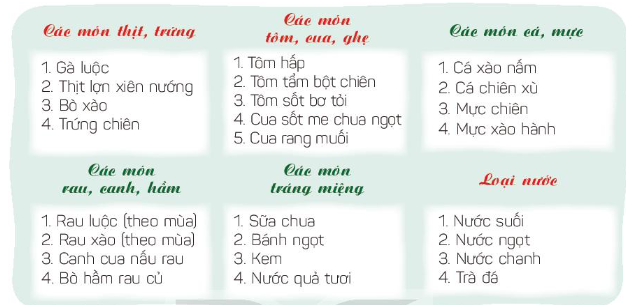 Các món thịt, trứng
1. Gà luộc
2. Thịt lợn xiên nướng
3. Bò xào
4. Trứng chiên
Các món
tôm, cua, ghẹ
1. Tôm hấp
2. Tôm tẩm bột chiên
3. Tôm sốt bơ tỏi
4. Cua sốt me chua ngọt
5. Cua rang muối
Các món cá, mực
1. Cá xào nấm
2. Cá chiên xù
3. Mực chiên
4. Mực xào hành
Các món
rau, canh, hầm
1. Rau luộc (theo mùa)
2. Rau xào (theo mùa)
3. Canh cua nấu rau
4. Bò hầm rau củ
Các món
tráng miệng
1. Sữa chua
2. Bánh ngọt
3. Kem
4. Nước quả tươi
Loại nước
1. Nước suối
2. Nước ngọt
3. Nước chanh
4. Trà đá